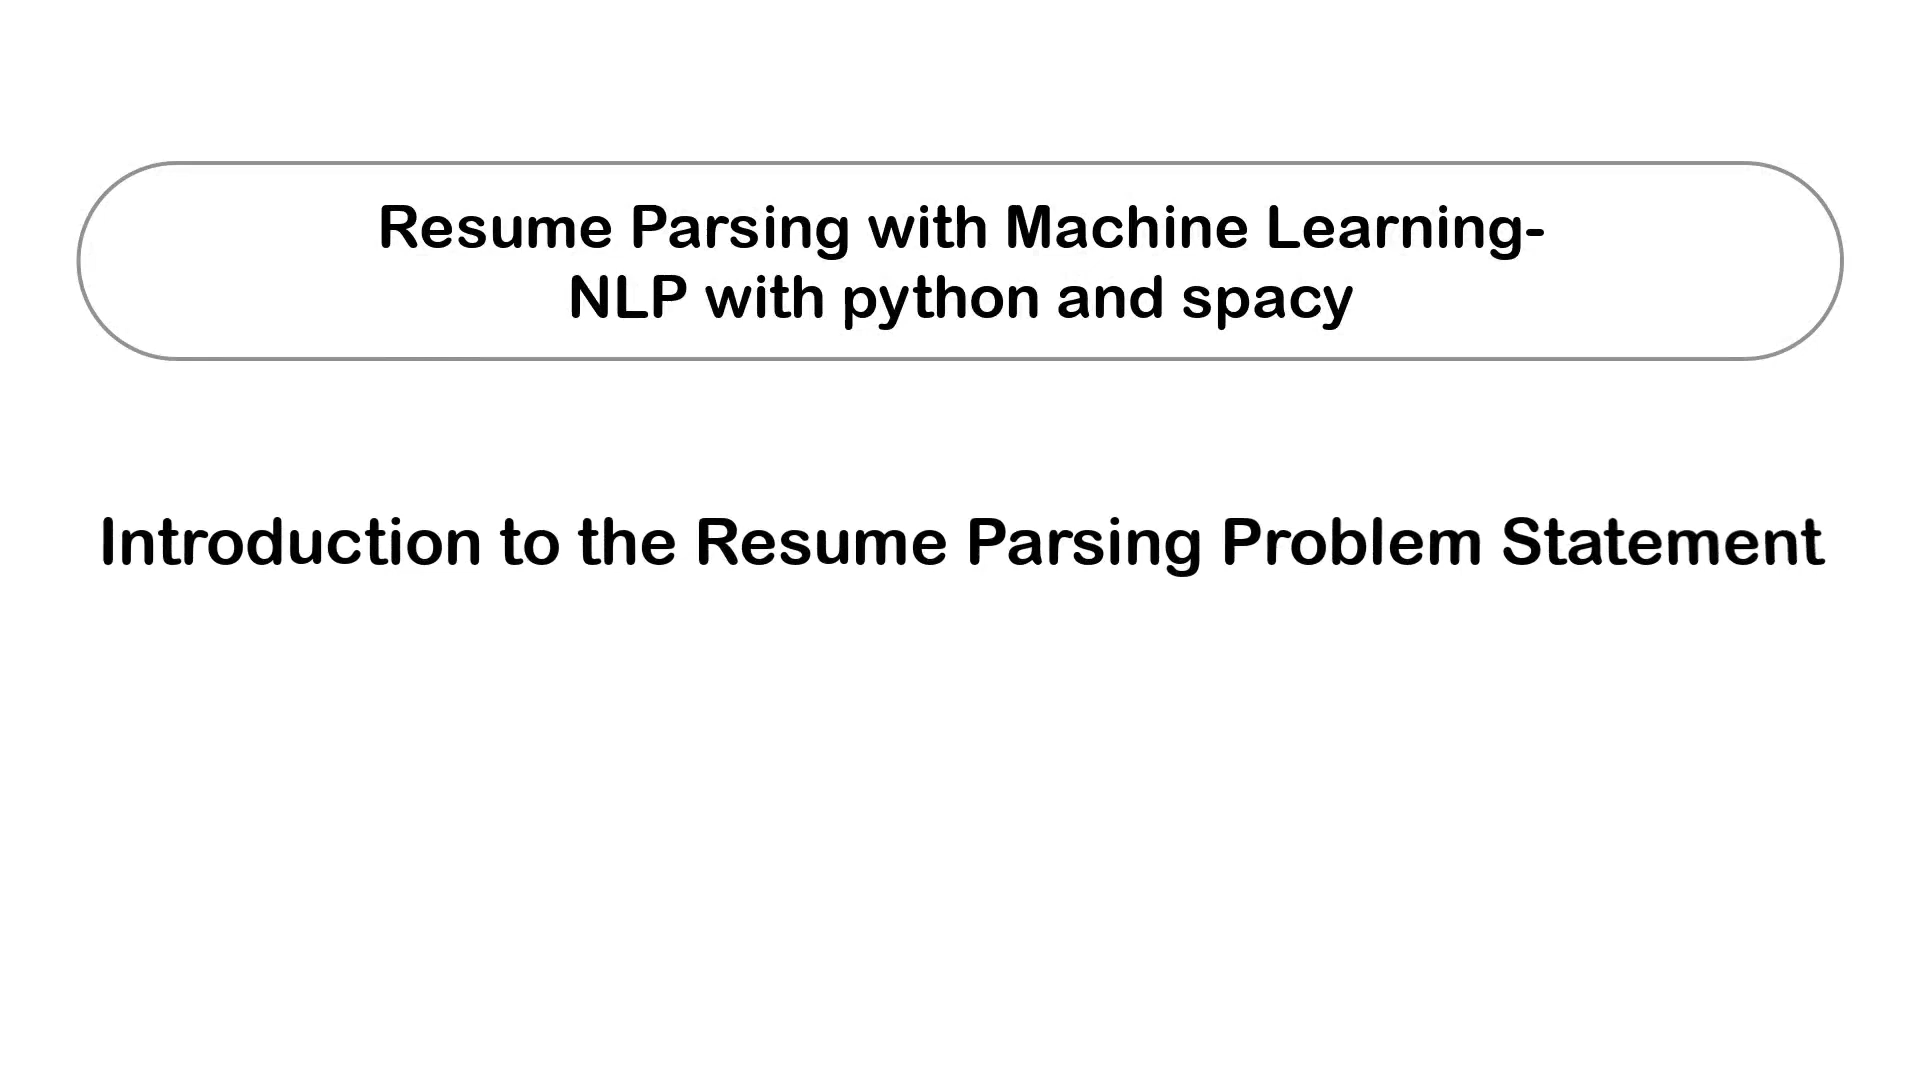 Resume Parsing with Machine Learning-
NLP with python and spacy
Introduction to the Resume Parsing Problem Statement